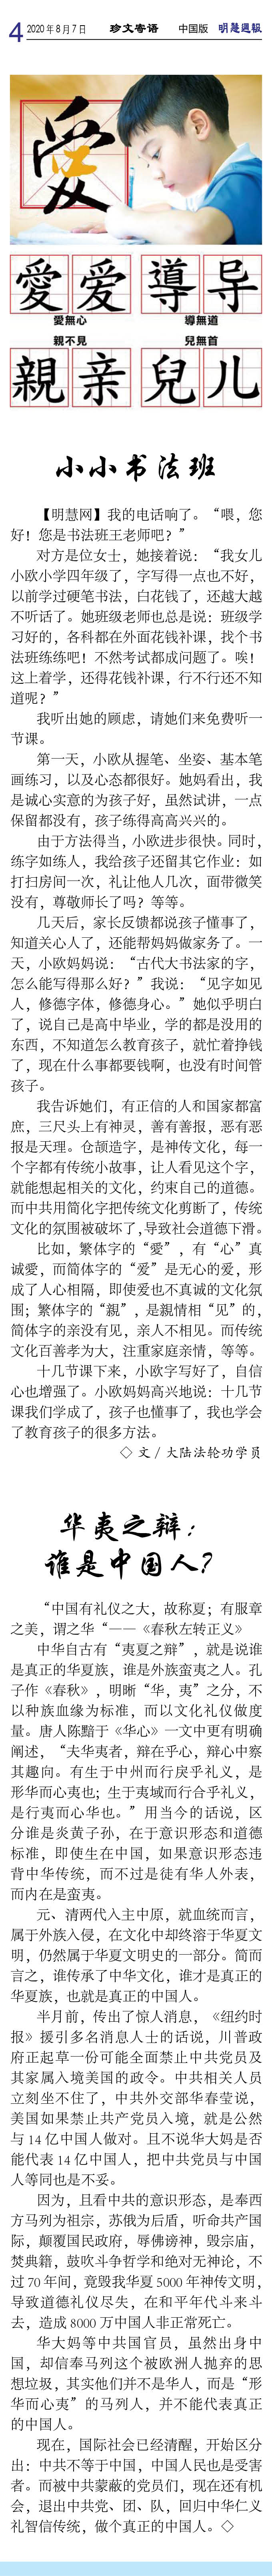 4 2020年8月7日 珍文寄语 中国版 明慧週報
爱
愛 爱 導 导
愛無心 導無道
親不見 兒無首
親 亲 兒 儿
小小书法班
【明慧网】我的电话响了。“喂，您
好！您是书法班王老师吧？”
对方是位女士，她接着说：“我女儿
小欧小学四年级了，字写得一点也不好，
以前学过硬笔书法，白花钱了，还越大越
不听话了。她班级老师也总是说：班级学
习好的，各科都在外面花钱补课，找个书
法班练练吧！不然考试都成问题了。唉！
这上着学，还得花钱补课，行不行还不知
道呢？”
我听出她的顾虑，请她们来免费听一
节课。
第一天，小欧从握笔、坐姿、基本笔
画练习，以及心态都很好。她妈看出，我
是诚心实意的为孩子好，虽然试讲，一点
保留都没有，孩子练得高高兴兴的。
由于方法得当，小欧进步很快。同时，
练字如练人，我给孩子还留其它作业：如
打扫房间一次，礼让他人几次，面带微笑
没有，尊敬师长了吗？等等。
几天后，家长反馈都说孩子懂事了，
知道关心人了，还能帮妈妈做家务了。一
天，小欧妈妈说：“古代大书法家的字，
怎么能写得那么好？”我说：“见字如见
人，修德字体，修德身心。”她似乎明白
了，说自己是高中毕业，学的都是没用的
东西，不知道怎么教育孩子，就忙着挣钱
了，现在什么事都要钱啊，也没有时间管
孩子。
我告诉她们，有正信的人和国家都富
庶，三尺头上有神灵，善有善报，恶有恶
报是天理。仓颉造字，是神传文化，每一
个字都有传统小故事，让人看见这个字，
就能想起相关的文化，约束自己的道德。
而中共用简化字把传统文化剪断了，传统
文化的氛围被破坏了,导致社会道德下滑。
比如，繁体字的“愛”，有“心”真
诚愛，而简体字的“爱”是无心的爱，形
成了人心相隔，即使爱也不真诚的文化氛
围；繁体字的“親”，是親情相“见”的，
简体字的亲没有见，亲人不相见。而传统
文化百善孝为大，注重家庭亲情，等等。
十几节课下来，小欧字写好了，自信
心也增强了。小欧妈妈高兴地说：十几节
课我们学成了，孩子也懂事了，我也学会
了教育孩子的很多方法。
◇ 文 / 大陆法轮功学员
华夷之辩：
谁是中国人？
“中国有礼仪之大，故称夏；有服章
之美，谓之华“——《春秋左转正义》
中华自古有“夷夏之辩”，就是说谁
是真正的华夏族，谁是外族蛮夷之人。孔
子作《春秋》，明晰“华，夷”之分，不
以种族血缘为标准，而以文化礼仪做度
量。唐人陈黯于《华心》一文中更有明确
阐述，“夫华夷者，辩在乎心，辩心中察
其趣向。有生于中州而行戾乎礼义，是
形华而心夷也；生于夷域而行合乎礼义，
是行夷而心华也。”用当今的话说，区
分谁是炎黄子孙，在于意识形态和道德
标准，即使生在中国，如果意识形态违
背中华传统，而不过是徒有华人外表，
而内在是蛮夷。
元、清两代入主中原，就血统而言，
属于外族入侵，在文化中却终溶于华夏文
明，仍然属于华夏文明史的一部分。简而
言之，谁传承了中华文化，谁才是真正的
华夏族，也就是真正的中国人。
半月前，传出了惊人消息，《纽约时
报》援引多名消息人士的话说，川普政
府正起草一份可能全面禁止中共党员及
其家属入境美国的政令。中共相关人员
立刻坐不住了，中共外交部华春莹说，
美国如果禁止共产党员入境，就是公然
与 14 亿中国人做对。且不说华大妈是否
能代表 14 亿中国人，把中共党员与中国
人等同也是不妥。
因为，且看中共的意识形态，是奉西
方马列为祖宗，苏俄为后盾，听命共产国
际，颠覆国民政府，辱佛谤神，毁宗庙，
焚典籍，鼓吹斗争哲学和绝对无神论，不
过 70 年间，竟毁我华夏 5000 年神传文明，
导致道德礼仪尽失，在和平年代斗来斗
去，造成 8000 万中国人非正常死亡。
华大妈等中共国官员，虽然出身中
国，却信奉马列这个被欧洲人抛弃的思
想垃圾，其实他们并不是华人，而是“形
华而心夷”的马列人，并不能代表真正
的中国人。
现在，国际社会已经清醒，开始区分
出：中共不等于中国，中国人民也是受害
者。而被中共蒙蔽的党员们，现在还有机
会，退出中共党、团、队，回归中华仁义
礼智信传统，做个真正的中国人。◇